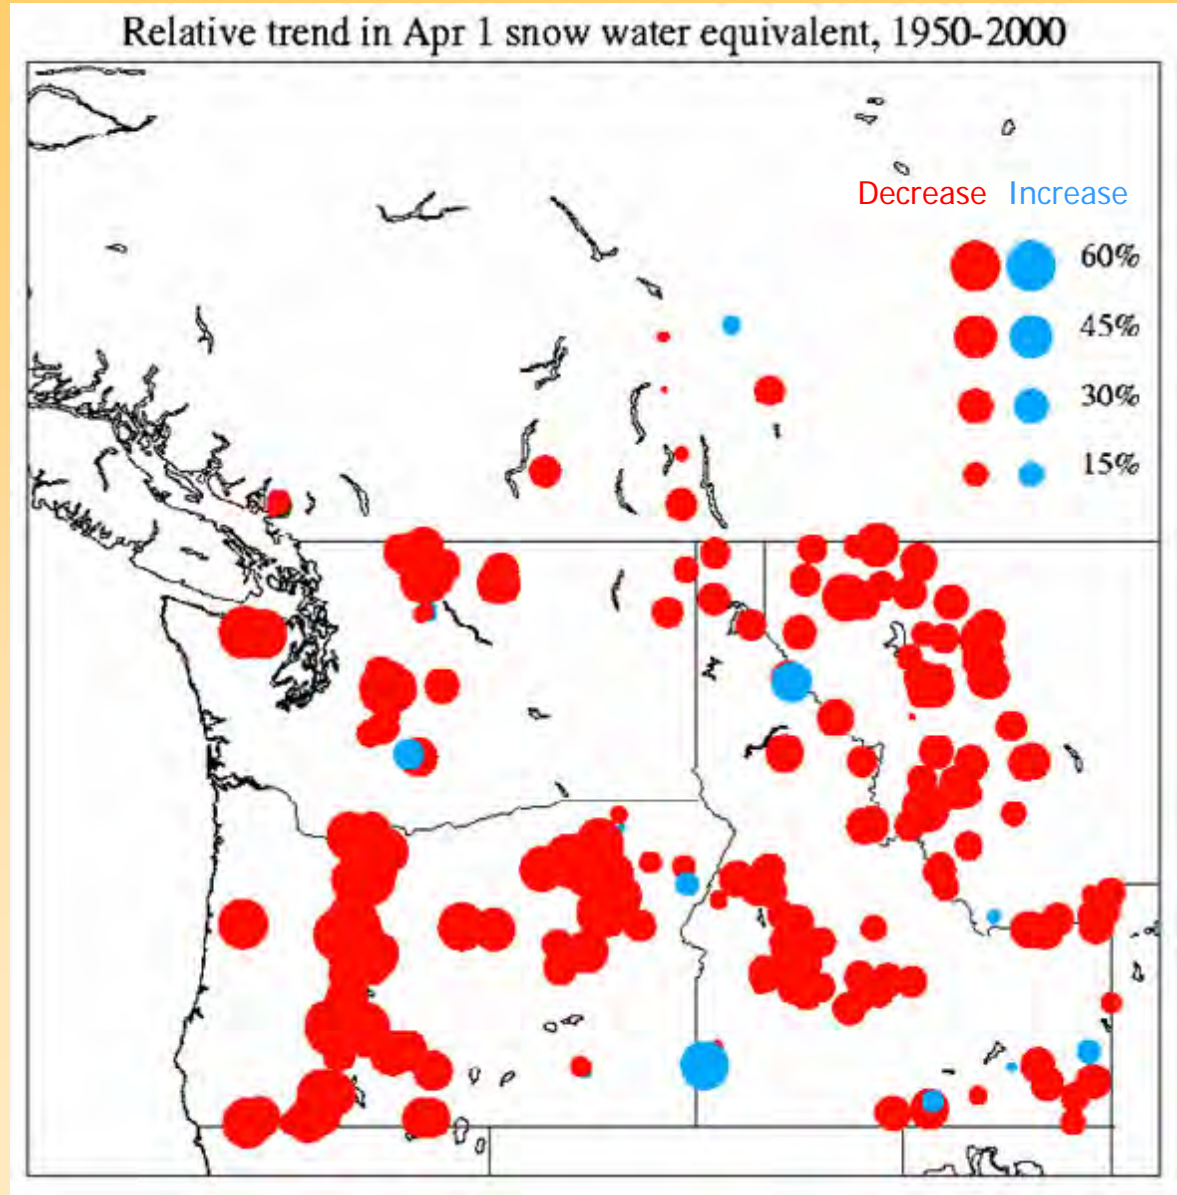 Relative trend in Apr 1 snow water equivalent, 1950-2000
Decrease Increase
60%
45%
30%
15%